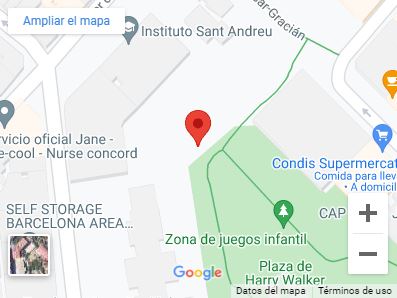 Ampliar el mapa
Instituto Sant Andreu
ar-Gracián
rvicio oficial Jane -
e-cool - Nurse concord
Condis Supermercat
Comida para llev
• A domicil
SELF STORAGE
BARCELONA AREA...
CAP
J
Zona de juegos infantil
Plaza de
Harry Walker
Google
+
−
Datos del mapa
Términos de uso